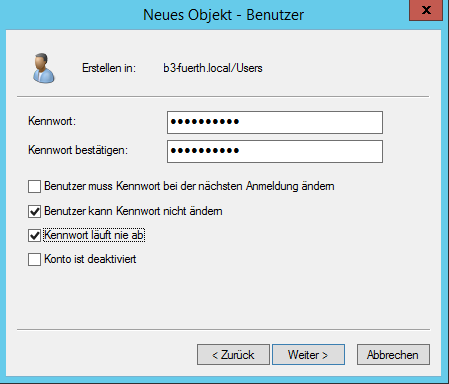 Neues Objekt - Benutzer
x
Erstellen in: b3-fuerth.local/Users
Kennwort: ●●●●●●●●●●
Kennwort bestätigen: ●●●●●●●●●●
Benutzer muss Kennwort bei der nächsten Anmeldung ändern
Benutzer kann Kennwort nicht ändern
Kennwort läuft nie ab
Konto ist deaktiviert
< Zurück Weiter > Abbrechen